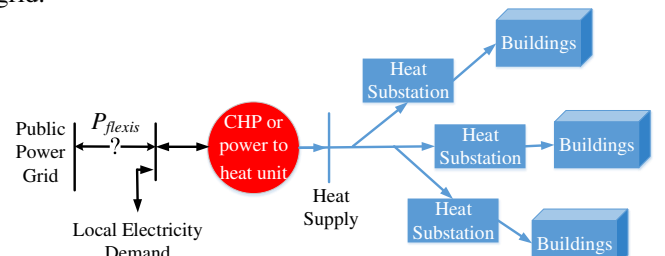 grid.
Buildings
Heat
Substation
Public
Power
Grid
P_flexis
?
CHP or
power to
heat unit
Heat
Substation
Buildings
Heat
Supply
Heat
Substation
Buildings
Local Electricity
Demand